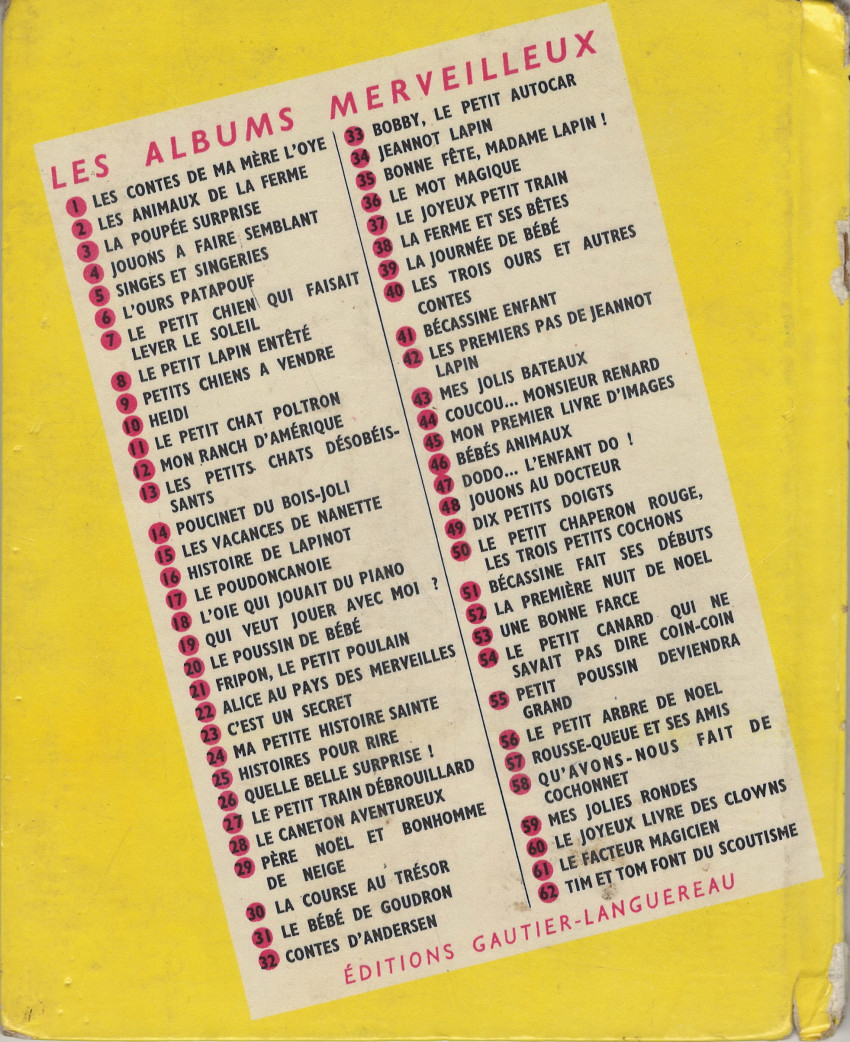 LES ALBUMS MERVEILLEUX
1 LES CONTES DE MA MÈRE L'OYE
2 LES ANIMAUX DE LA FERME
3 LA POUPÉE SURPRISE
4 JOUONS A FAIRE SEMBLANT
5 SINGES ET SINGERIES
6 L'OURS PATAPOUF
7 LE PETIT CHIEN QUI FAISAIT
LEVER LE SOLEIL
8 LE PETIT LAPIN ENTÊTÉ
9 PETITS CHIENS A VENDRE
10 HEIDI
11 LE PETIT CHAT POLTRON
12 MON RANCH D'AMÉRIQUE
13 LES PETITS CHATS DÉSOBÉIS-
SANTS
14 POUCINET DU BOIS-JOLI
15 LES VACANCES DE NANETTE
16 HISTOIRE DE LAPINOT
17 LE POUDONCANOIE
18 L'OIE QUI JOUAIT DU PIANO
19 QUI VEUT JOUER AVEC MOI ?
20 LE POUSSIN DE BÉBÉ
21 FRIPON, LE PETIT POULAIN
22 ALICE AU PAYS DES MERVEILLES
23 C'EST UN SECRET
24 MA PETITE HISTOIRE SAINTE
25 HISTOIRES POUR RIRE
26 QUELLE BELLE SURPRISE !
27 LE PETIT TRAIN DÉBROUILLARD
28 LE CANETON AVENTUREUX
29 PÈRE NOËL ET BONHOMME
DE NEIGE
30 LA COURSE AU TRÉSOR
31 LE BÉBÉ DE GOUDRON
32 CONTES D'ANDERSEN
33 BOBBY, LE PETIT AUTOCAR
34 JEANNOT LAPIN
35 BONNE FÊTE, MADAME LAPIN !
36 LE MOT MAGIQUE
37 LE JOYEUX PETIT TRAIN
38 LA FERME ET SES BÊTES
39 LA JOURNÉE DE BÉBÉ
40 LES TROIS OURS ET AUTRES
CONTES
41 BÉCASSINE ENFANT
42 LES PREMIERS PAS DE JEANNOT
LAPIN
43 MES JOLIS BATEAUX
44 COUCOU... MONSIEUR RENARD
45 MON PREMIER LIVRE D'IMAGES
46 BÉBÉS ANIMAUX
47 DODO... L'ENFANT DO !
48 JOUONS AU DOCTEUR
49 DIX PETITS DOIGTS
50 LE PETIT CHAPERON ROUGE,
LES TROIS PETITS COCHONS
51 BÉCASSINE FAIT SES DÉBUTS
52 LA PREMIÈRE NUIT DE NOEL
53 UNE BONNE FARCE
54 LE PETIT CANARD QUI NE
SAVAIT PAS DIRE COIN-COIN
55 PETIT POUSSIN DEVIENDRA
GRAND
56 LE PETIT ARBRE DE NOEL
57 ROUSSE-QUEUE ET SES AMIS
58 QU'AVONS-NOUS FAIT DE
COCHONNET
59 MES JOLIES RONDES
60 LE JOYEUX LIVRE DES CLOWNS
61 LE FACTEUR MAGICIEN
62 TIM ET TOM FONT DU SCOUTISME
ÉDITIONS GAUTIER-LANGUEREAU